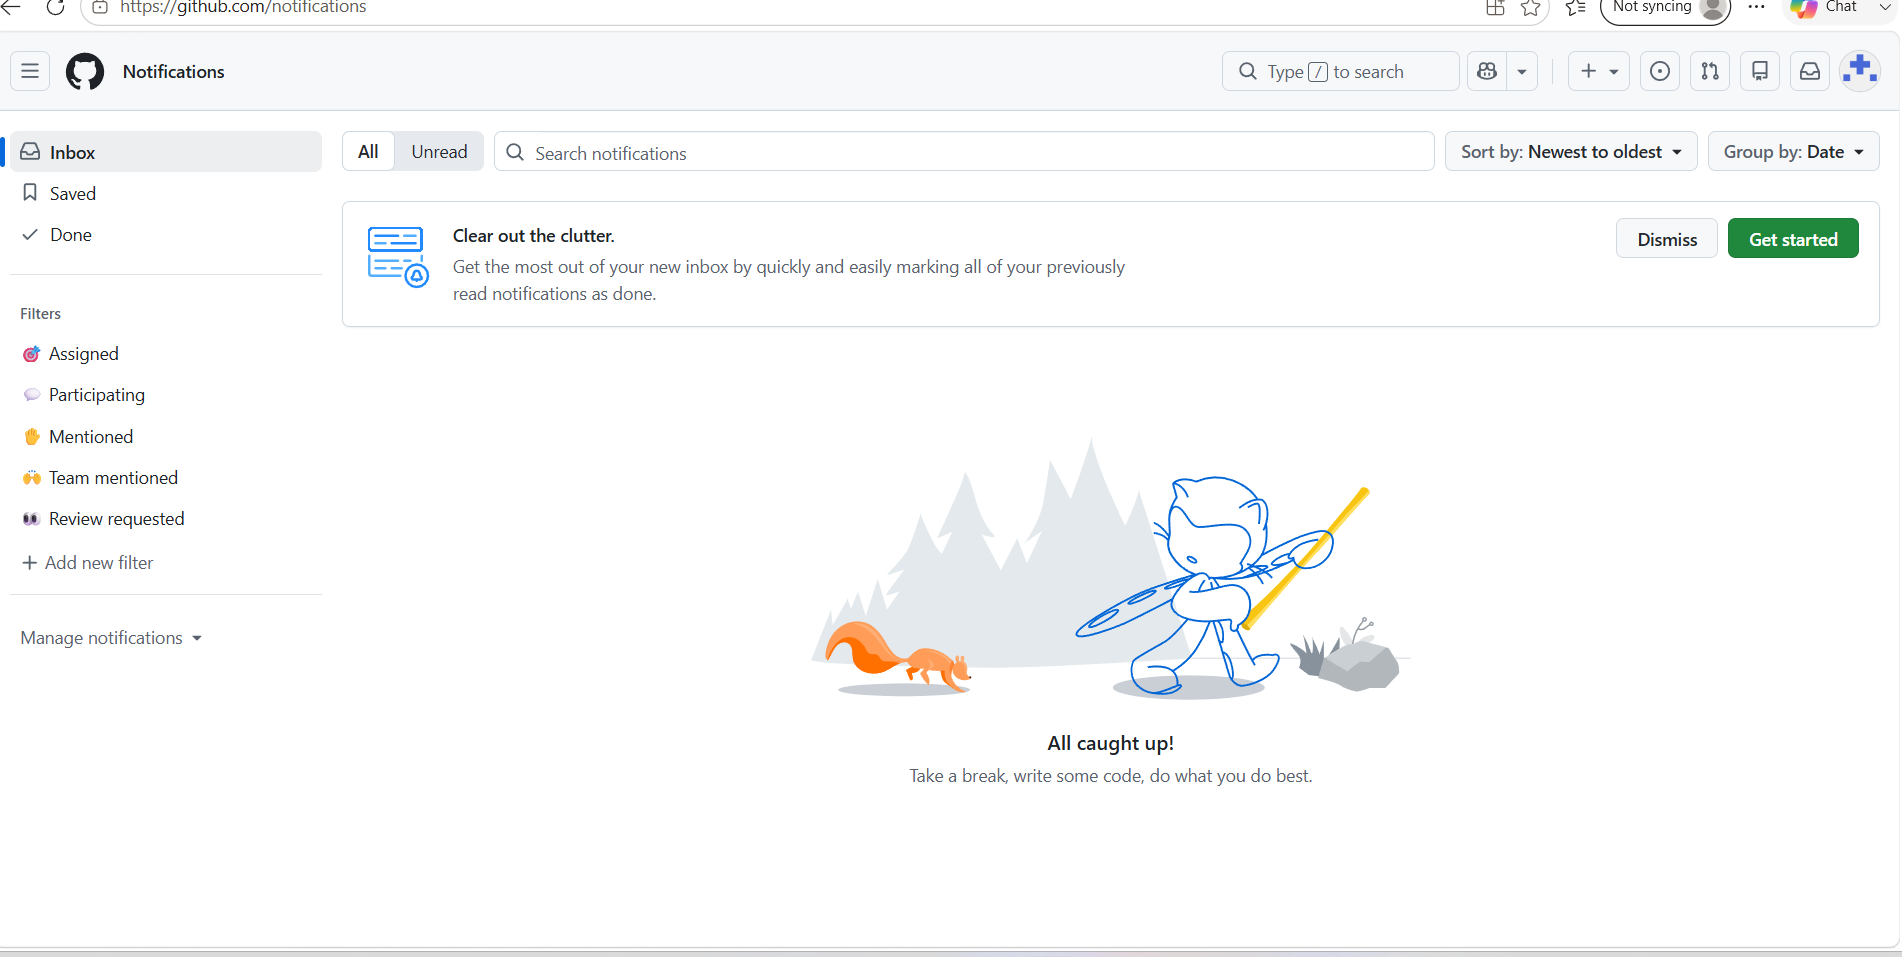 https://github.com/notifications
Not syncing
Chat
Notifications
Type / to search
Inbox
Saved
Done
All
Unread
Search notifications
Sort by: Newest to oldest
Group by: Date
Clear out the clutter.
Get the most out of your new inbox by quickly and easily marking all of your previously
read notifications as done.
Dismiss
Get started
Filters
Assigned
Participating
Mentioned
Team mentioned
Review requested
Add new filter
Manage notifications
All caught up!
Take a break, write some code, do what you do best.